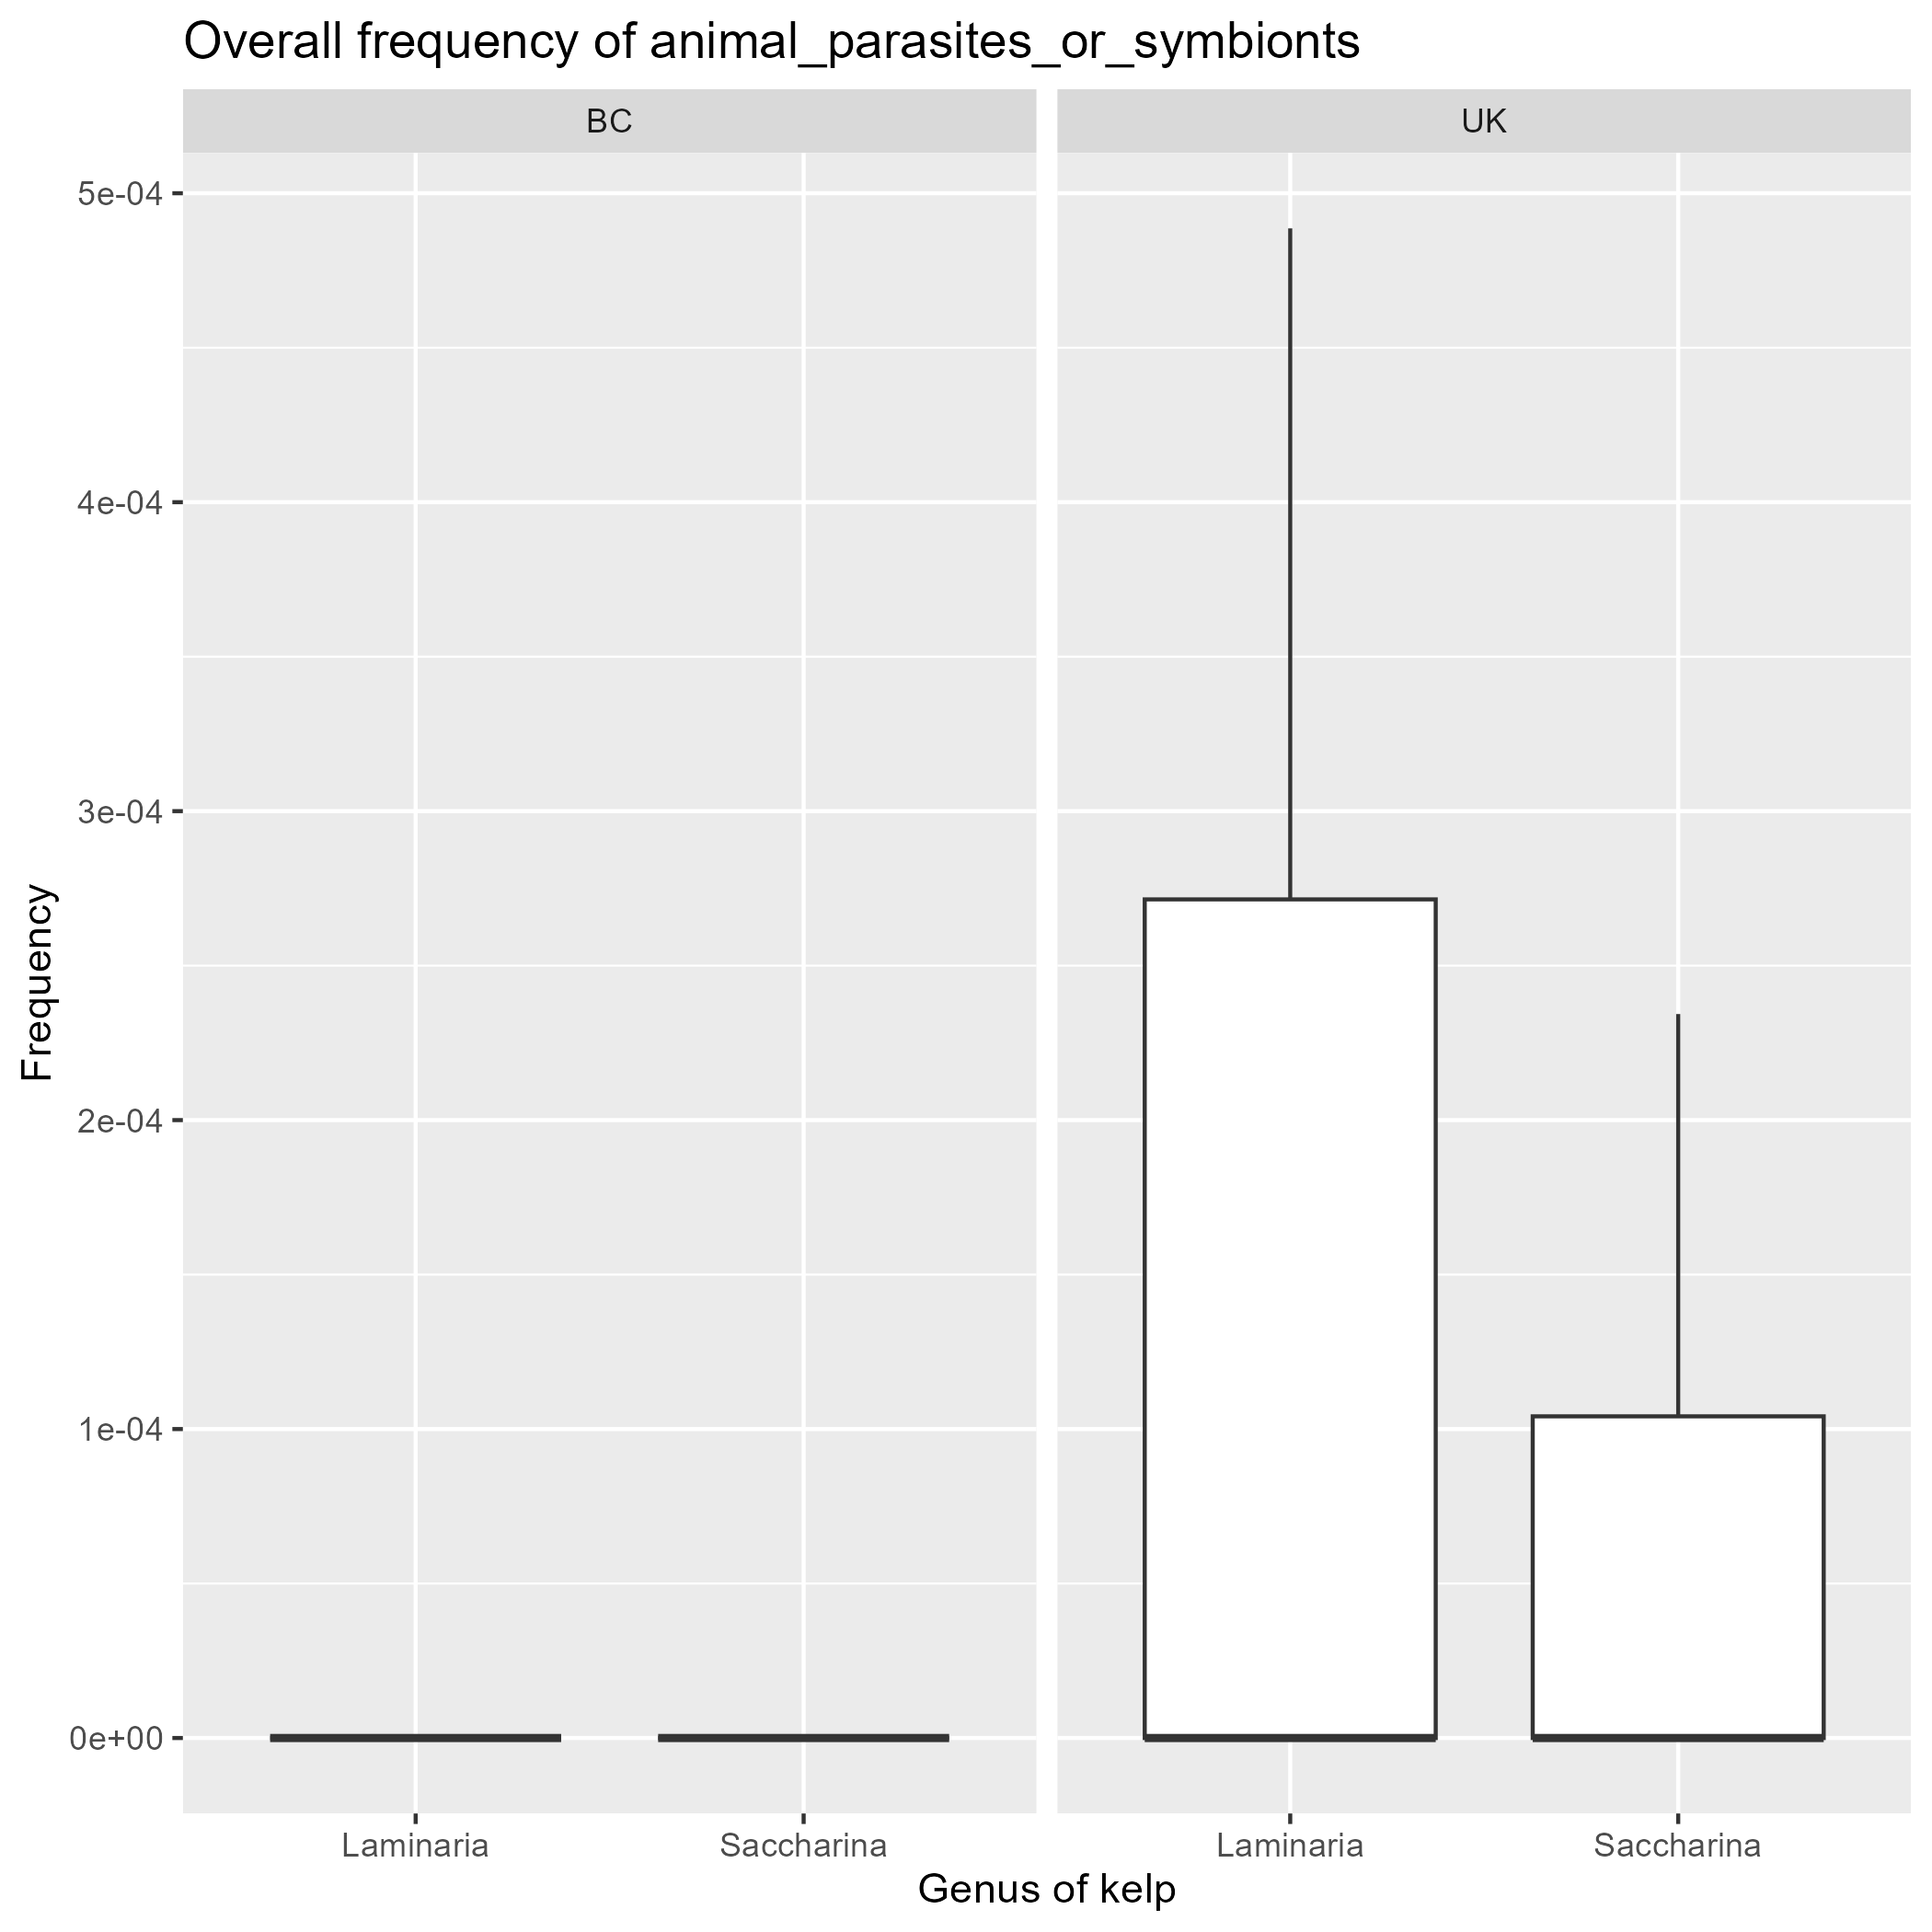 Overall frequency of animal_parasites_or_symbionts
BC
UK
5e-04
4e-04
3e-04
2e-04
1e-04
0e+00
Frequency
Laminaria
Saccharina
Laminaria
Saccharina
Genus of kelp